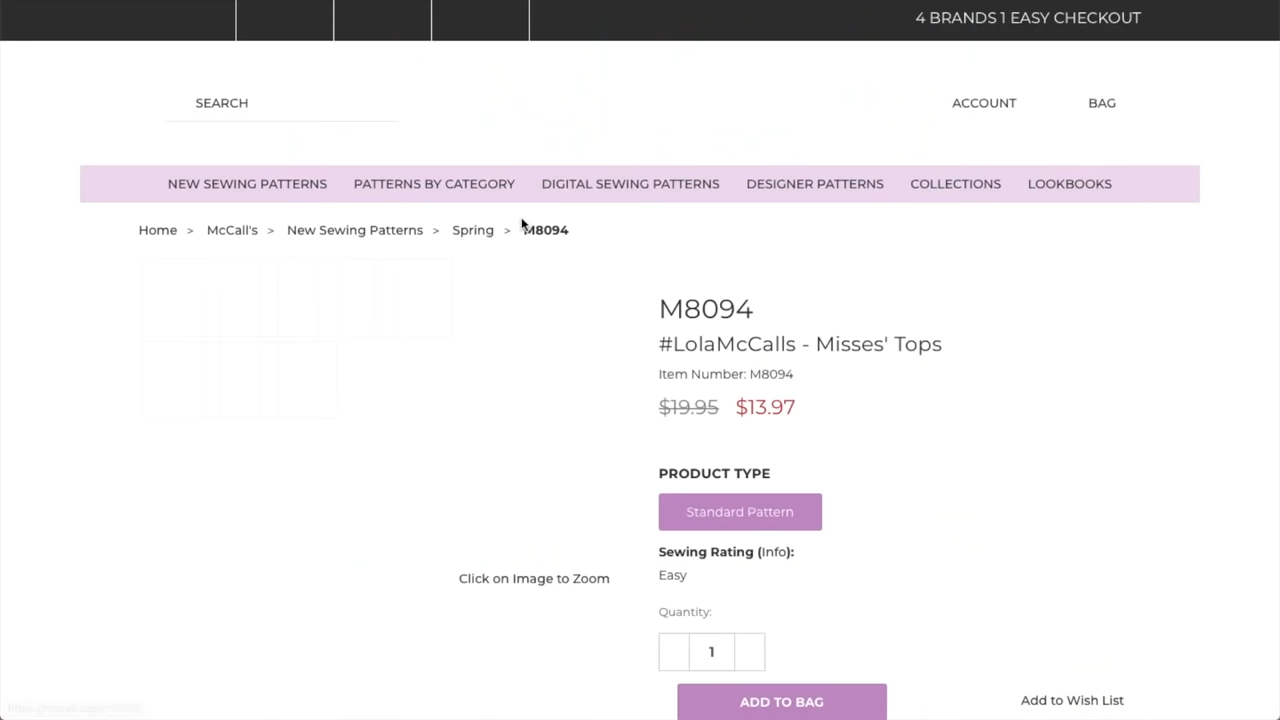 4 BRANDS 1 EASY CHECKOUT
SEARCH
ACCOUNT
BAG
NEW SEWING PATTERNS PATTERNS BY CATEGORY DIGITAL SEWING PATTERNS DESIGNER PATTERNS COLLECTIONS LOOKBOOKS
Home > McCall's > New Sewing Patterns > Spring > M8094
M8094
#LolaMcCalls - Misses' Tops
Item Number: M8094
$19.95 $13.97
PRODUCT TYPE
Standard Pattern
Sewing Rating (Info):
Easy
Click on Image to Zoom
Quantity:
1
ADD TO BAG
Add to Wish List